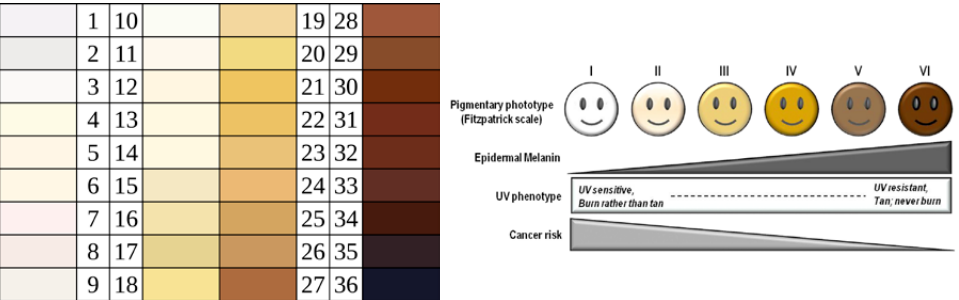 1 10 19 28
2 11 20 29
3 12 21 30
4 13 22 31
5 14 23 32
6 15 24 33
7 16 25 34
8 17 26 35
9 18 27 36
I II III IV V VI
Pigmentary phototype
(Fitzpatrick scale)
Epidermal Melanin
UV phenotype
UV sensitive,
Burn rather than tan
UV resistant,
Tan; never burn
Cancer risk